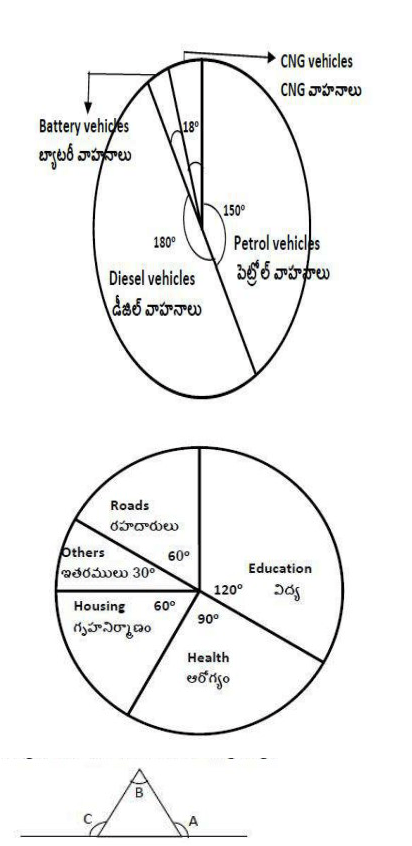 CNG vehicles
CNG వాహనాలు
Battery vehicles
బ్యాటరీ వాహనాలు
18°
150°
180°
Petrol vehicles
పెట్రోల్ వాహనాలు
Diesel vehicles
డీజిల్ వాహనాలు
Roads
రహదారులు
60°
Others
ఇతరములు 30°
Education
విద్య
120°
Housing 60°
గృహనిర్మాణం
90°
Health
ఆరోగ్యం
B
C
A